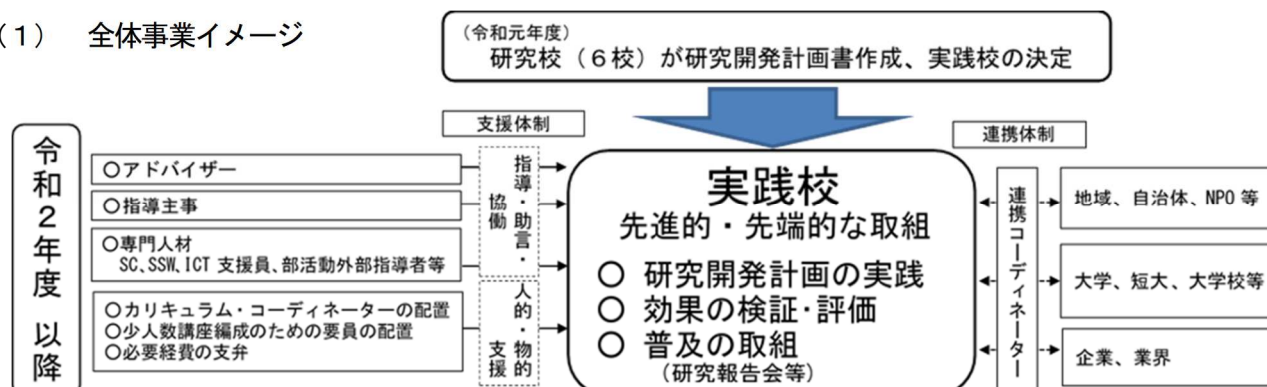 （１）　全体事業イメージ
（令和元年度）
研究校（６校）が研究開発計画書作成、実践校の決定
令和２年度 以降
支援体制
○アドバイザー
○指導主事
○専門人材
SC、SSW、ICT 支援員、部活動外部指導者等
○カリキュラム・コーディネーターの配置
○少人数講座編成のための要員の配置
○必要経費の支弁
指導・助言・
協働
人的・物的
支援
実践校
先進的・先端的な取組
○ 研究開発計画の実践
○ 効果の検証・評価
○ 普及の取組
（研究報告会等）
連携体制
連携コーディネーター
地域、自治体、NPO 等
大学、短大、大学校等
企業、業界